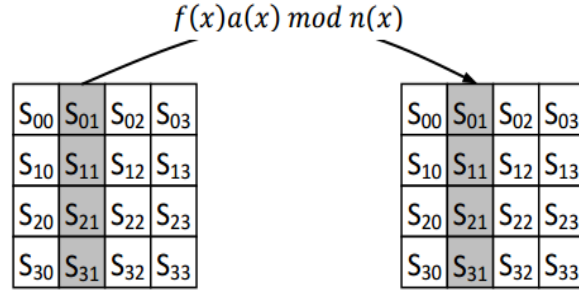 f(x)a(x) mod n(x)
S₀₀ S₀₁ S₀₂ S₀₃ S₀₀ S₀₁ S₀₂ S₀₃
S₁₀ S₁₁ S₁₂ S₁₃ S₁₀ S₁₁ S₁₂ S₁₃
S₂₀ S₂₁ S₂₂ S₂₃ S₂₀ S₂₁ S₂₂ S₂₃
S₃₀ S₃₁ S₃₂ S₃₃ S₃₀ S₃₁ S₃₂ S₃₃